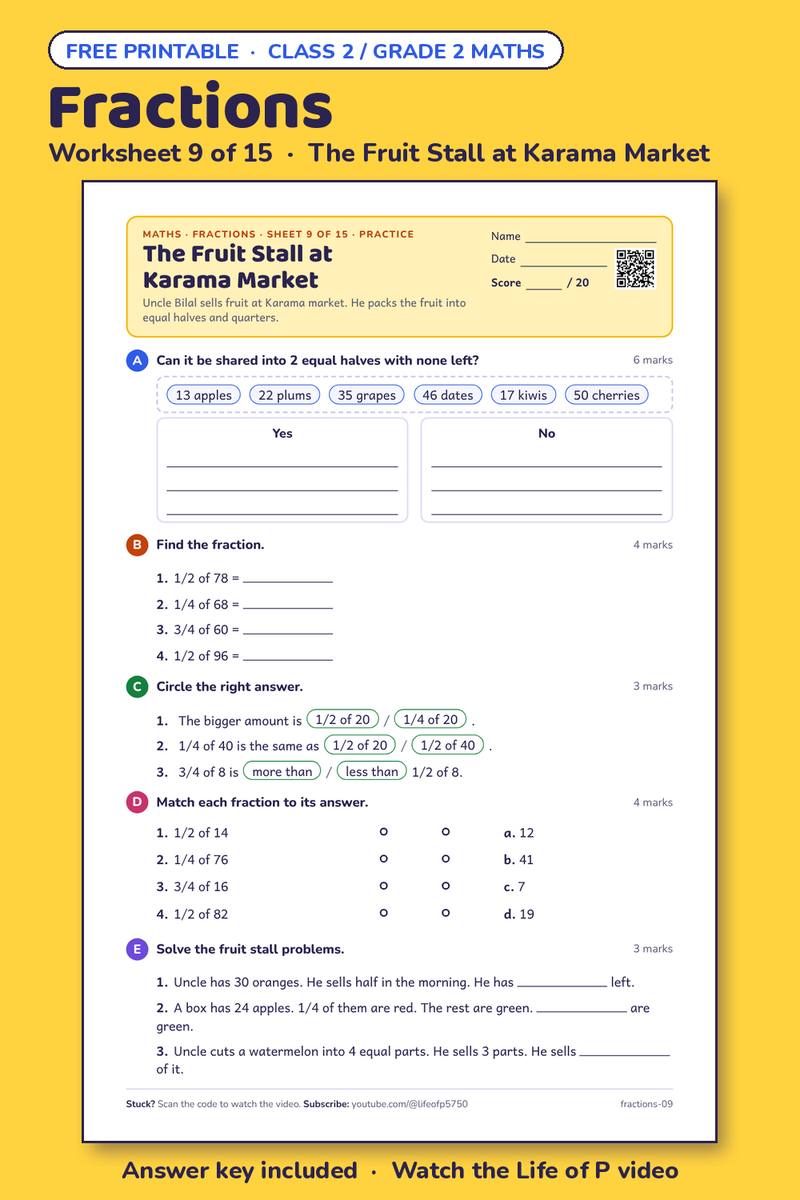 FREE PRINTABLE · CLASS 2 / GRADE 2 MATHS
Fractions
Worksheet 9 of 15 · The Fruit Stall at Karama Market
MATHS · FRACTIONS · SHEET 9 OF 15 · PRACTICE
The Fruit Stall at
Karama Market
Uncle Bilal sells fruit at Karama market. He packs the fruit into
equal halves and quarters.
Name
Date
Score / 20
A Can it be shared into 2 equal halves with none left? 6 marks
13 apples 22 plums 35 grapes 46 dates 17 kiwis 50 cherries
Yes No
B Find the fraction. 4 marks
1. 1/2 of 78 =
2. 1/4 of 68 =
3. 3/4 of 60 =
4. 1/2 of 96 =
C Circle the right answer. 3 marks
1. The bigger amount is 1/2 of 20 / 1/4 of 20 .
2. 1/4 of 40 is the same as 1/2 of 20 / 1/2 of 40 .
3. 3/4 of 8 is more than / less than 1/2 of 8.
D Match each fraction to its answer. 4 marks
1. 1/2 of 14 a. 12
2. 1/4 of 76 b. 41
3. 3/4 of 16 c. 7
4. 1/2 of 82 d. 19
E Solve the fruit stall problems. 3 marks
1. Uncle has 30 oranges. He sells half in the morning. He has left.
2. A box has 24 apples. 1/4 of them are red. The rest are green. are
green.
3. Uncle cuts a watermelon into 4 equal parts. He sells 3 parts. He sells
of it.
Stuck? Scan the code to watch the video. Subscribe: youtube.com/@lifeofp5750 fractions-09
Answer key included · Watch the Life of P video